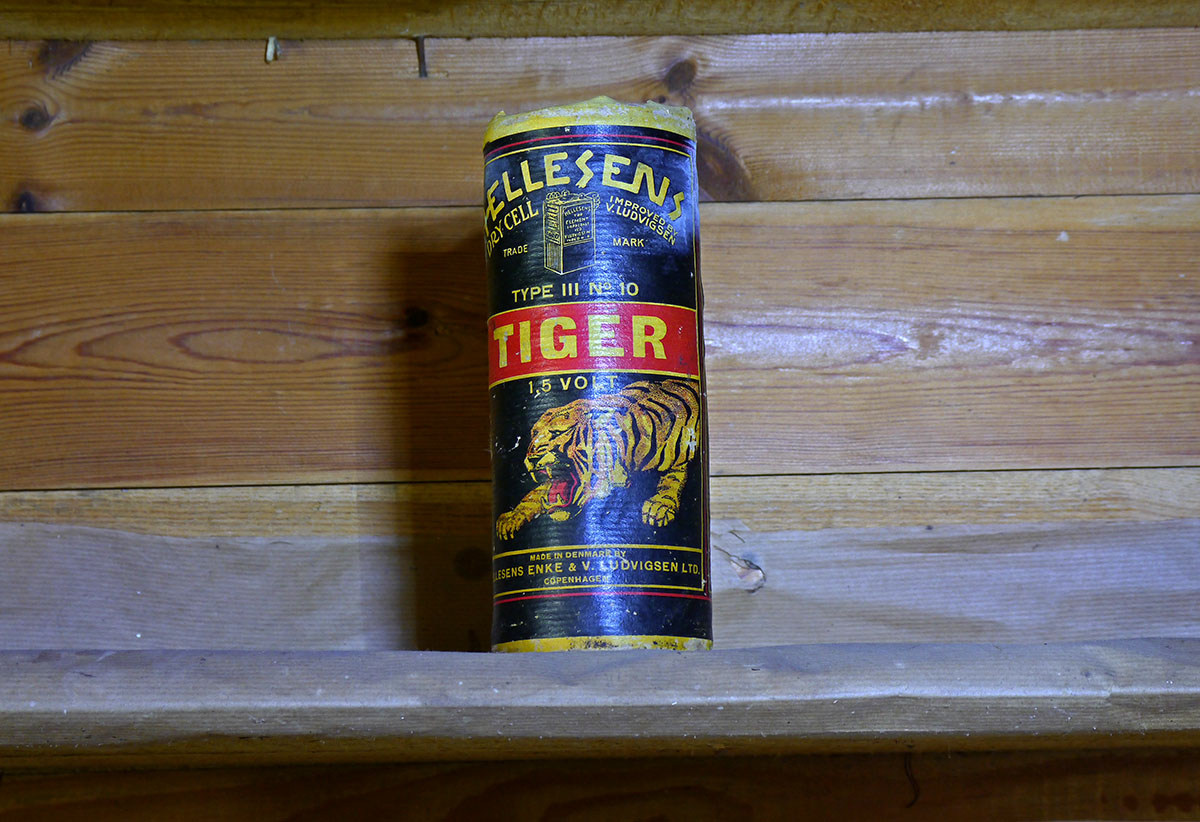 HELLESENS
DRY CELL
IMPROVED BY
V. LUDVIGSEN
TRADE
MARK
HELLESENS
TYPE III Nº 10
TIGER
1,5 VOLT
MADE IN DENMARK BY
LESENS ENKE & V. LUDVIGSEN LTD.
COPENHAGEN